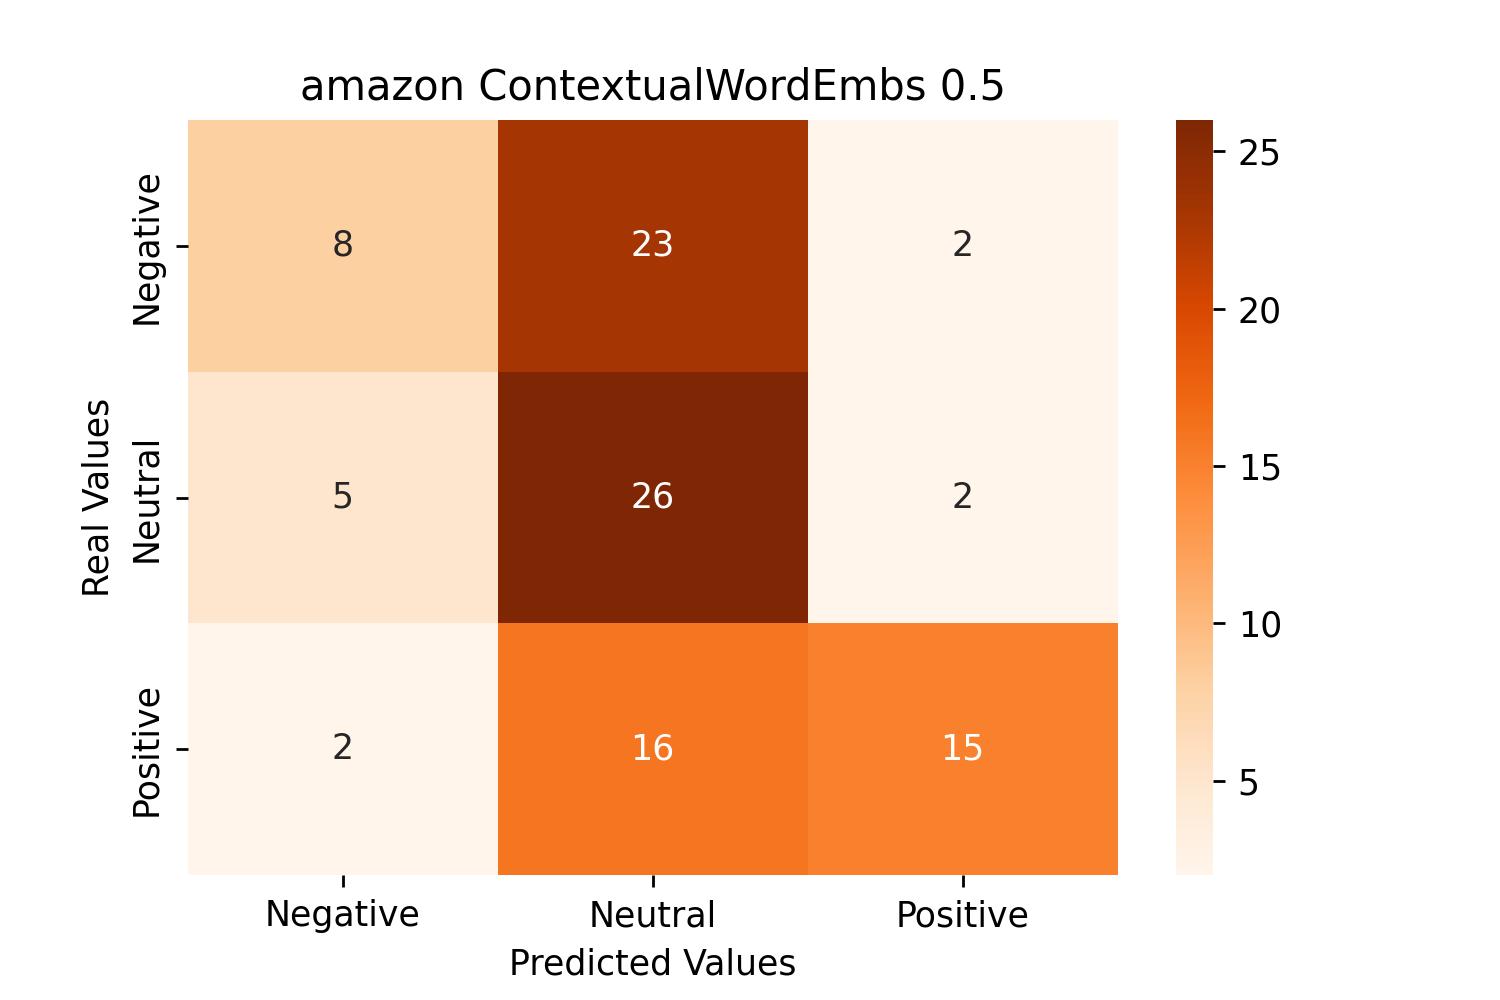 amazon ContextualWordEmbs 0.5
Real Values
Negative
8
23
2
Neutral
5
26
2
Positive
2
16
15
Negative
Neutral
Positive
Predicted Values
25
20
15
10
5